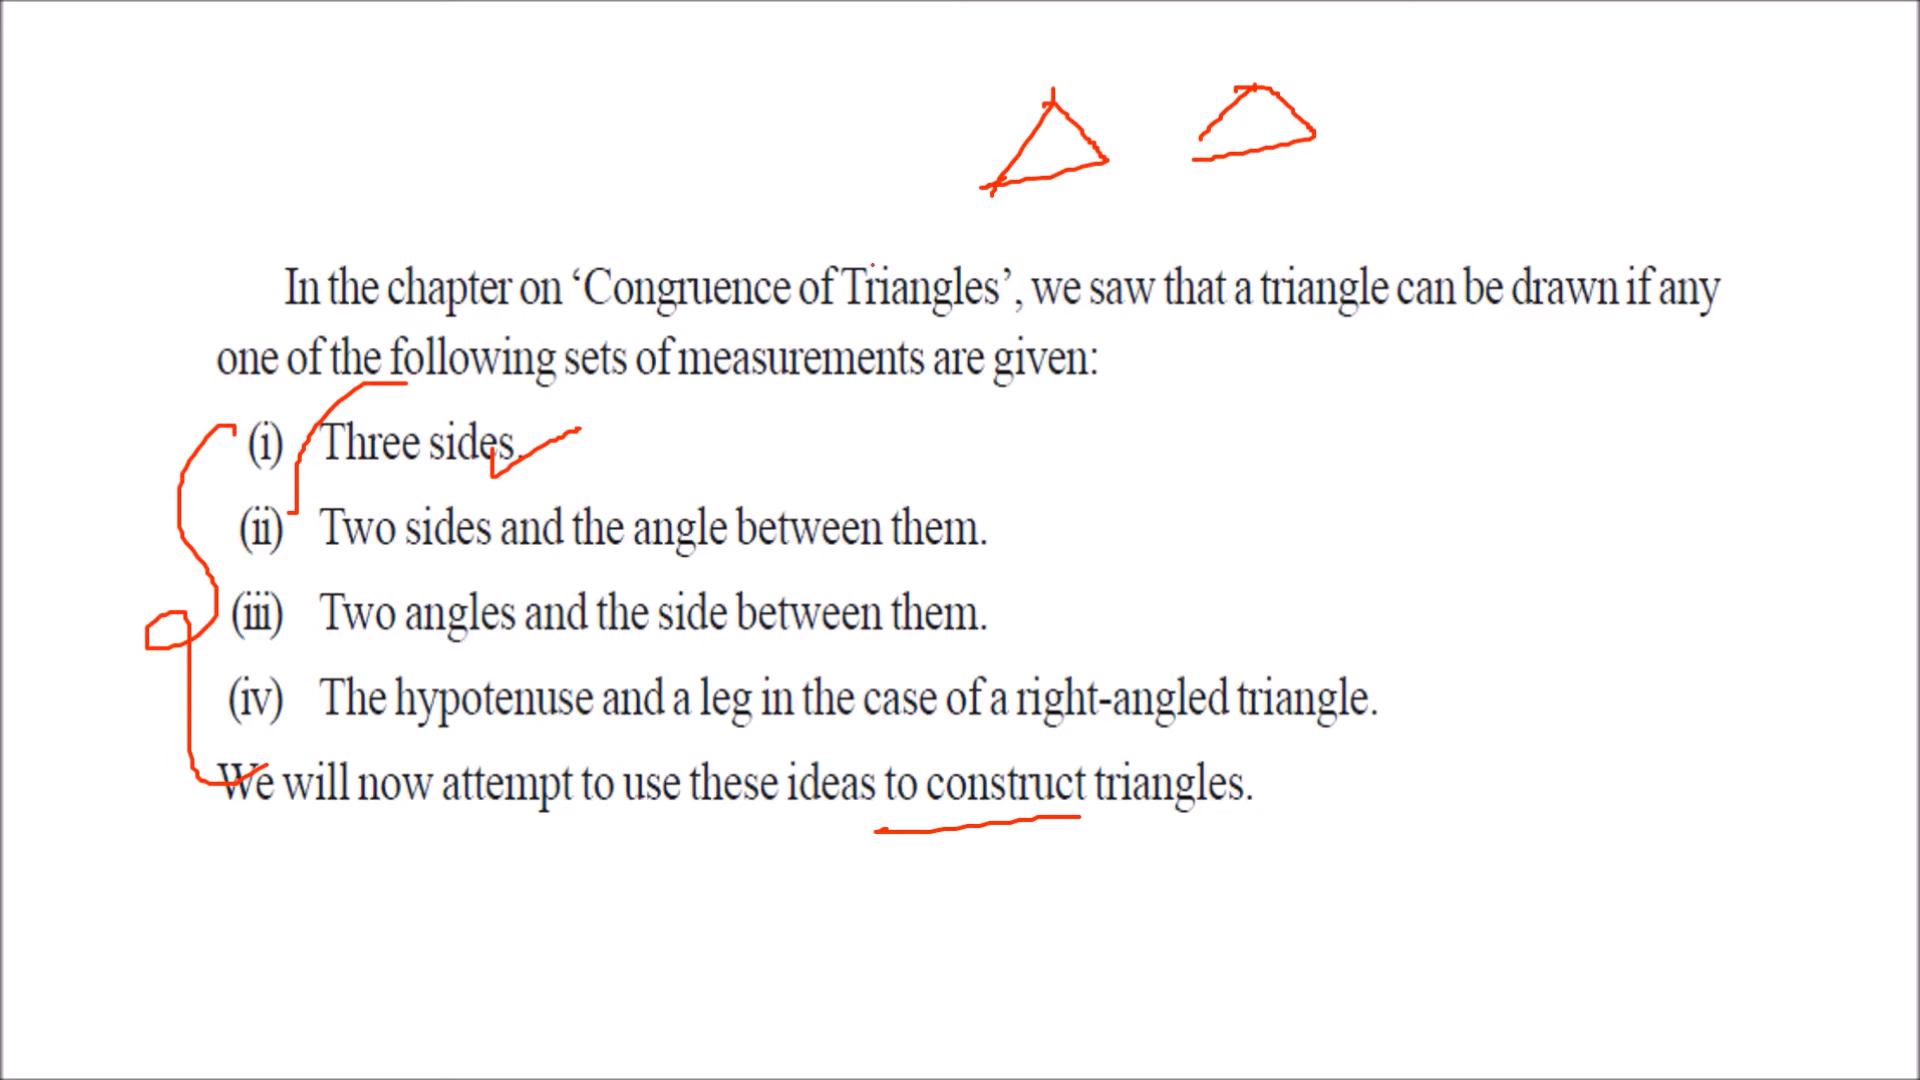 In the chapter on ‘Congruence of Triangles’, we saw that a triangle can be drawn if any
one of the following sets of measurements are given:
(i) Three sides.
(ii) Two sides and the angle between them.
(iii) Two angles and the side between them.
(iv) The hypotenuse and a leg in the case of a right-angled triangle.
We will now attempt to use these ideas to construct triangles.